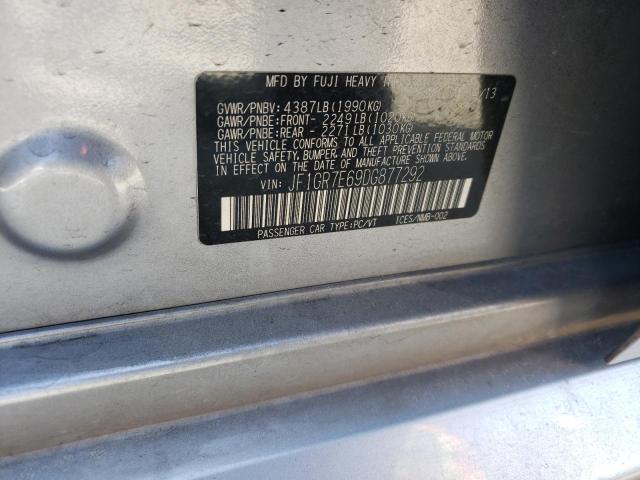 MFD BY FUJI HEAVY /13
GVWR/PNBV: 4387LB(1990KG)
GAWR/PNBE:FRONT- 2249LB(1020KG)
GAWR/PNBE:REAR - 2271LB(1030KG)
THIS VEHICLE CONFORMS TO ALL APPLICABLE FEDERAL MOTOR
VEHICLE SAFETY, BUMPER, AND THEFT PREVENTION STANDARDS
IN EFFECT ON THE DATE OF MANUFACTURE SHOWN ABOVE.
VIN: JF1GR7E69DG877292
PASSENGER CAR TYPE:PC/VT ICES/NMB-002